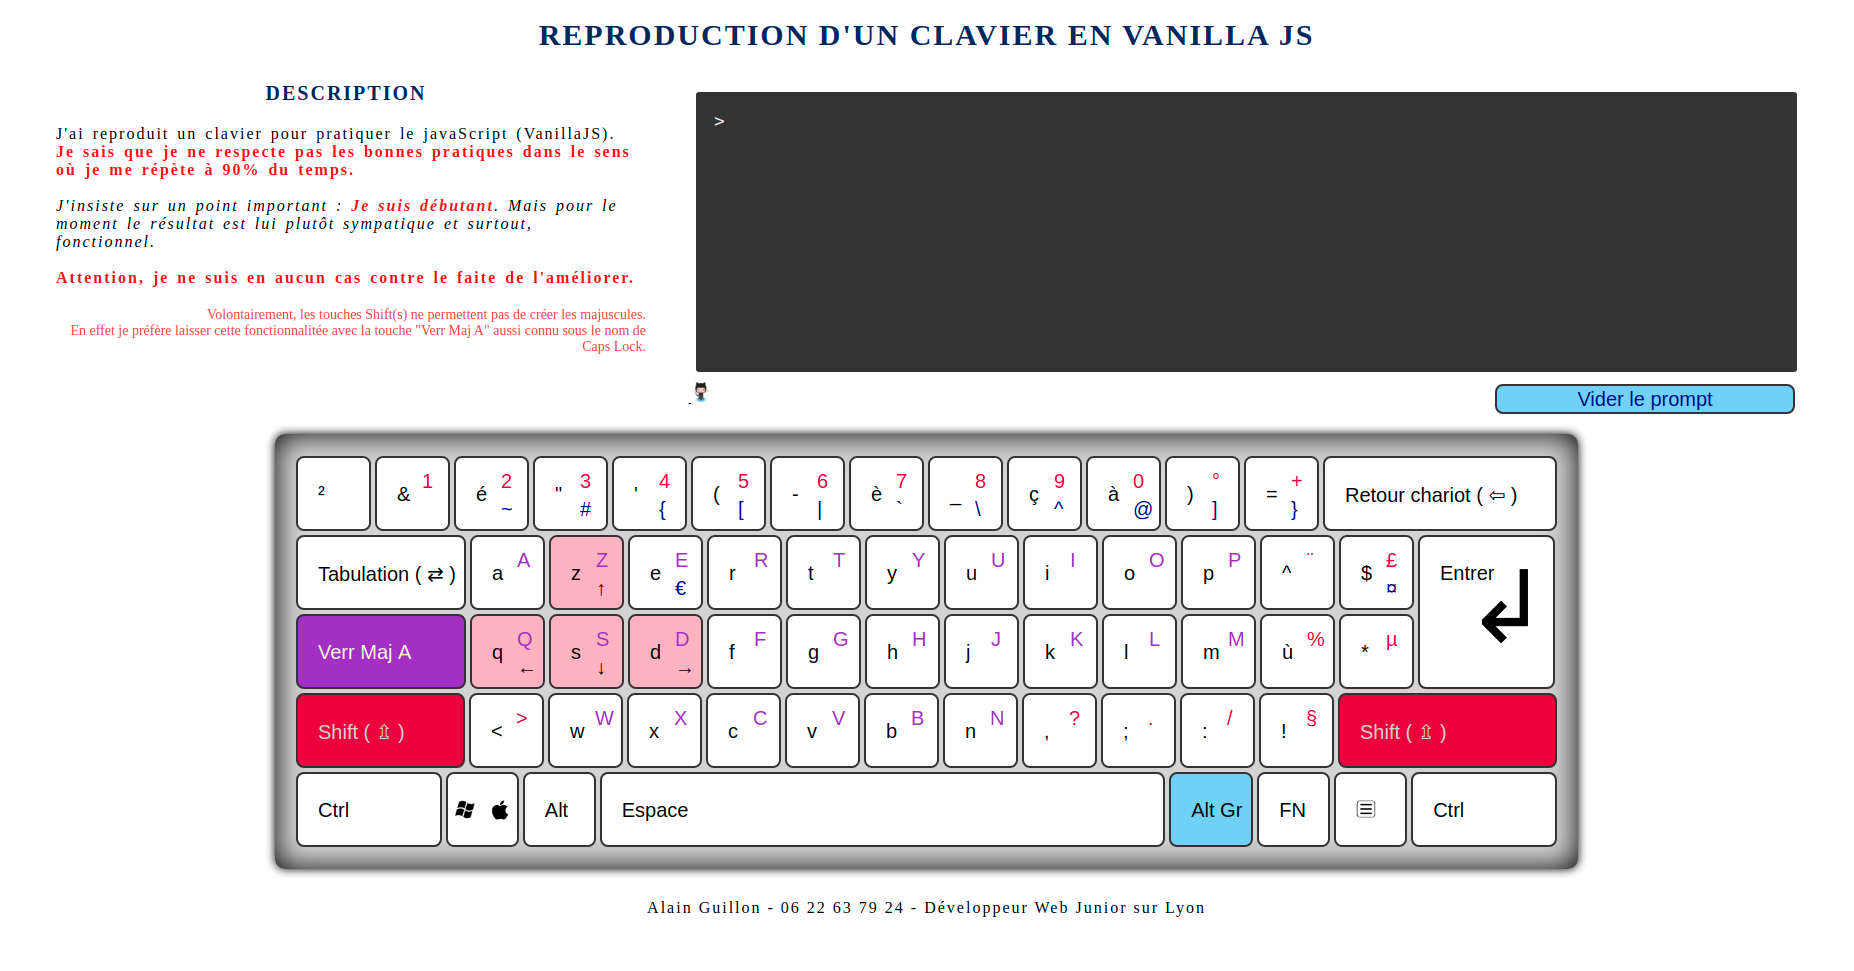 REPRODUCTION D'UN CLAVIER EN VANILLA JS
DESCRIPTION
J'ai reproduit un clavier pour pratiquer le javaScript (VanillaJS).
Je sais que je ne respecte pas les bonnes pratiques dans le sens
où je me répète à 90% du temps.
J'insiste sur un point important : Je suis débutant. Mais pour le
moment le résultat est lui plutôt sympatique et surtout,
fonctionnel.
Attention, je ne suis en aucun cas contre le faite de l'améliorer.
Volontairement, les touches Shift(s) ne permettent pas de créer les majuscules.
En effet je préfère laisser cette fonctionnalitée avec la touche "Verr Maj A" aussi connu sous le nom de
Caps Lock.
>
-
Vider le prompt
² & 1 é 2 ~ " 3 # ' 4 { ( 5 [ - 6 | è 7 ` _ 8 \ ç 9 ^ à 0 @ ) ° ] = + } Retour chariot ( ⇦ )
Tabulation ( ⇄ ) a A z Z ↑ e E € r R t T y Y u U i I o O p P ^ ¨ $ £ ¤ Entrer ↲
Verr Maj A q Q ← s S ↓ d D → f F g G h H j J k K l L m M ù % * µ
Shift ( ⇫ ) < > w W x X c C v V b B n N , ? ; . : / ! § Shift ( ⇫ )
Ctrl Alt Espace Alt Gr FN Ctrl
Alain Guillon - 06 22 63 79 24 - Développeur Web Junior sur Lyon